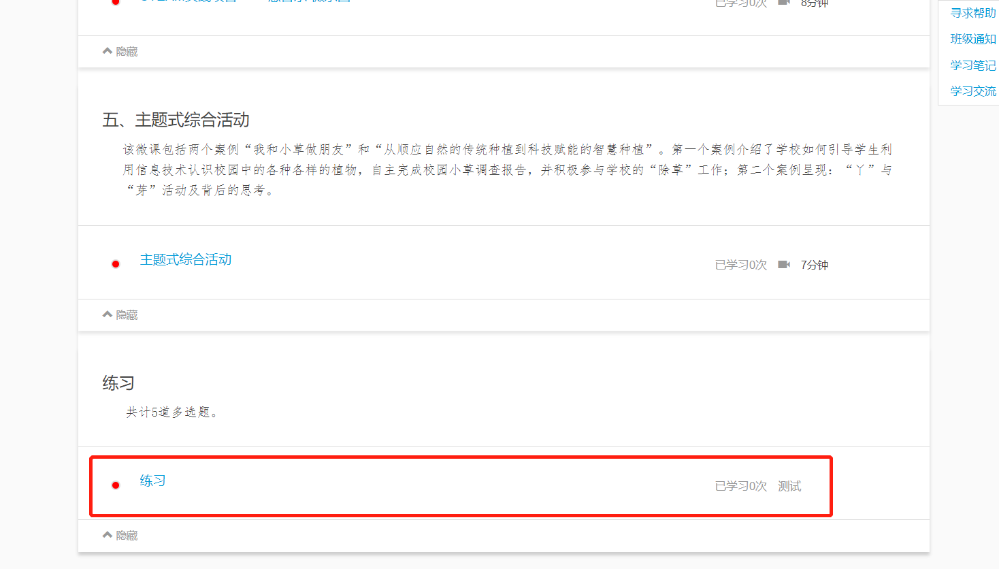 已学习0次 8分钟
寻求帮助
班级通知
学习笔记
学习交流
隐藏
五、主题式综合活动
该微课包括两个案例“我和小草做朋友”和“从顺应自然的传统种植到科技赋能的智慧种植”。第一个案例介绍了学校如何引导学生利
用信息技术认识校园中的各种各样的植物，自主完成校园小草调查报告，并积极参与学校的“除草”工作；第二个案例呈现：“丫”与
“芽”活动及背后的思考。
主题式综合活动 已学习0次 7分钟
隐藏
练习
共计5道多选题。
练习 已学习0次 测试
隐藏